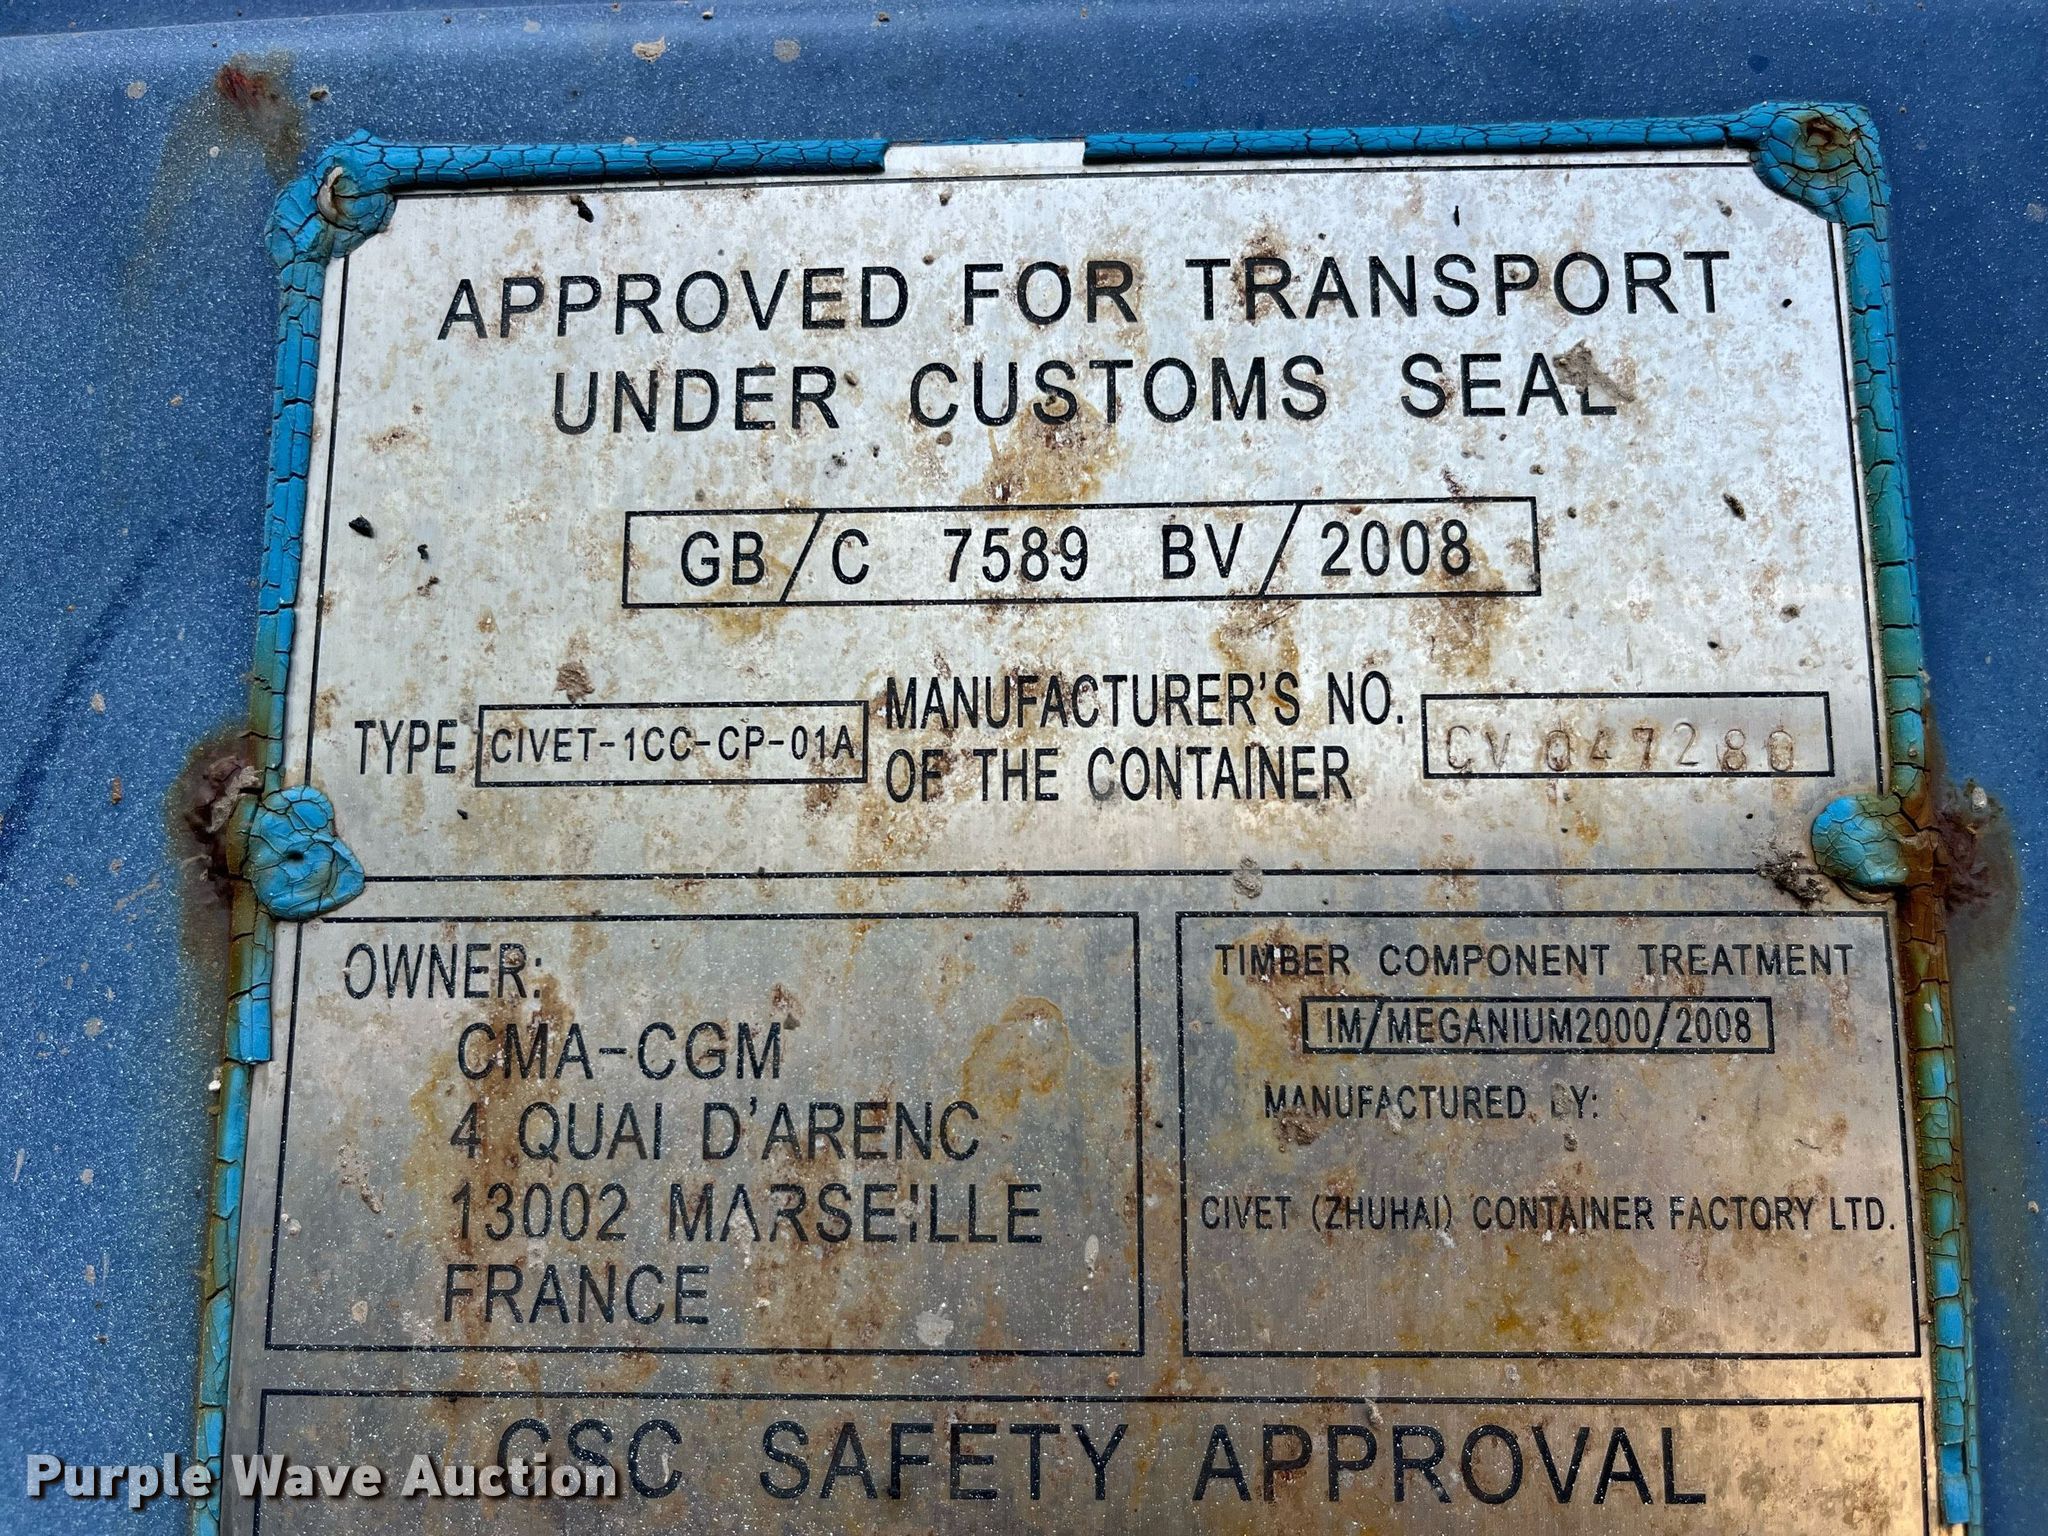 APPROVED FOR TRANSPORT
UNDER CUSTOMS SEAL
GB/C 7589 BV/2008
TYPE CIVET-1CC-CP-01A
MANUFACTURER'S NO.
OF THE CONTAINER
CV 047280
OWNER:
CMA-CGM
4 QUAI D'ARENC
13002 MARSEILLE
FRANCE
TIMBER COMPONENT TREATMENT
IM/MEGANIUM2000/2008
MANUFACTURED BY:
CIVET (ZHUHAI) CONTAINER FACTORY LTD.
CSC SAFETY APPROVAL
Purple Wave Auction